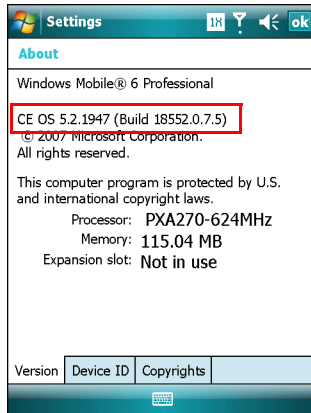 Settings 1X ok
About
Windows Mobile® 6 Professional
CE OS 5.2.1947 (Build 18552.0.7.5)
© 2007 Microsoft Corporation.
All rights reserved.
This computer program is protected by U.S.
and international copyright laws.
Processor: PXA270-624MHz
Memory: 115.04 MB
Expansion slot: Not in use
Version Device ID Copyrights